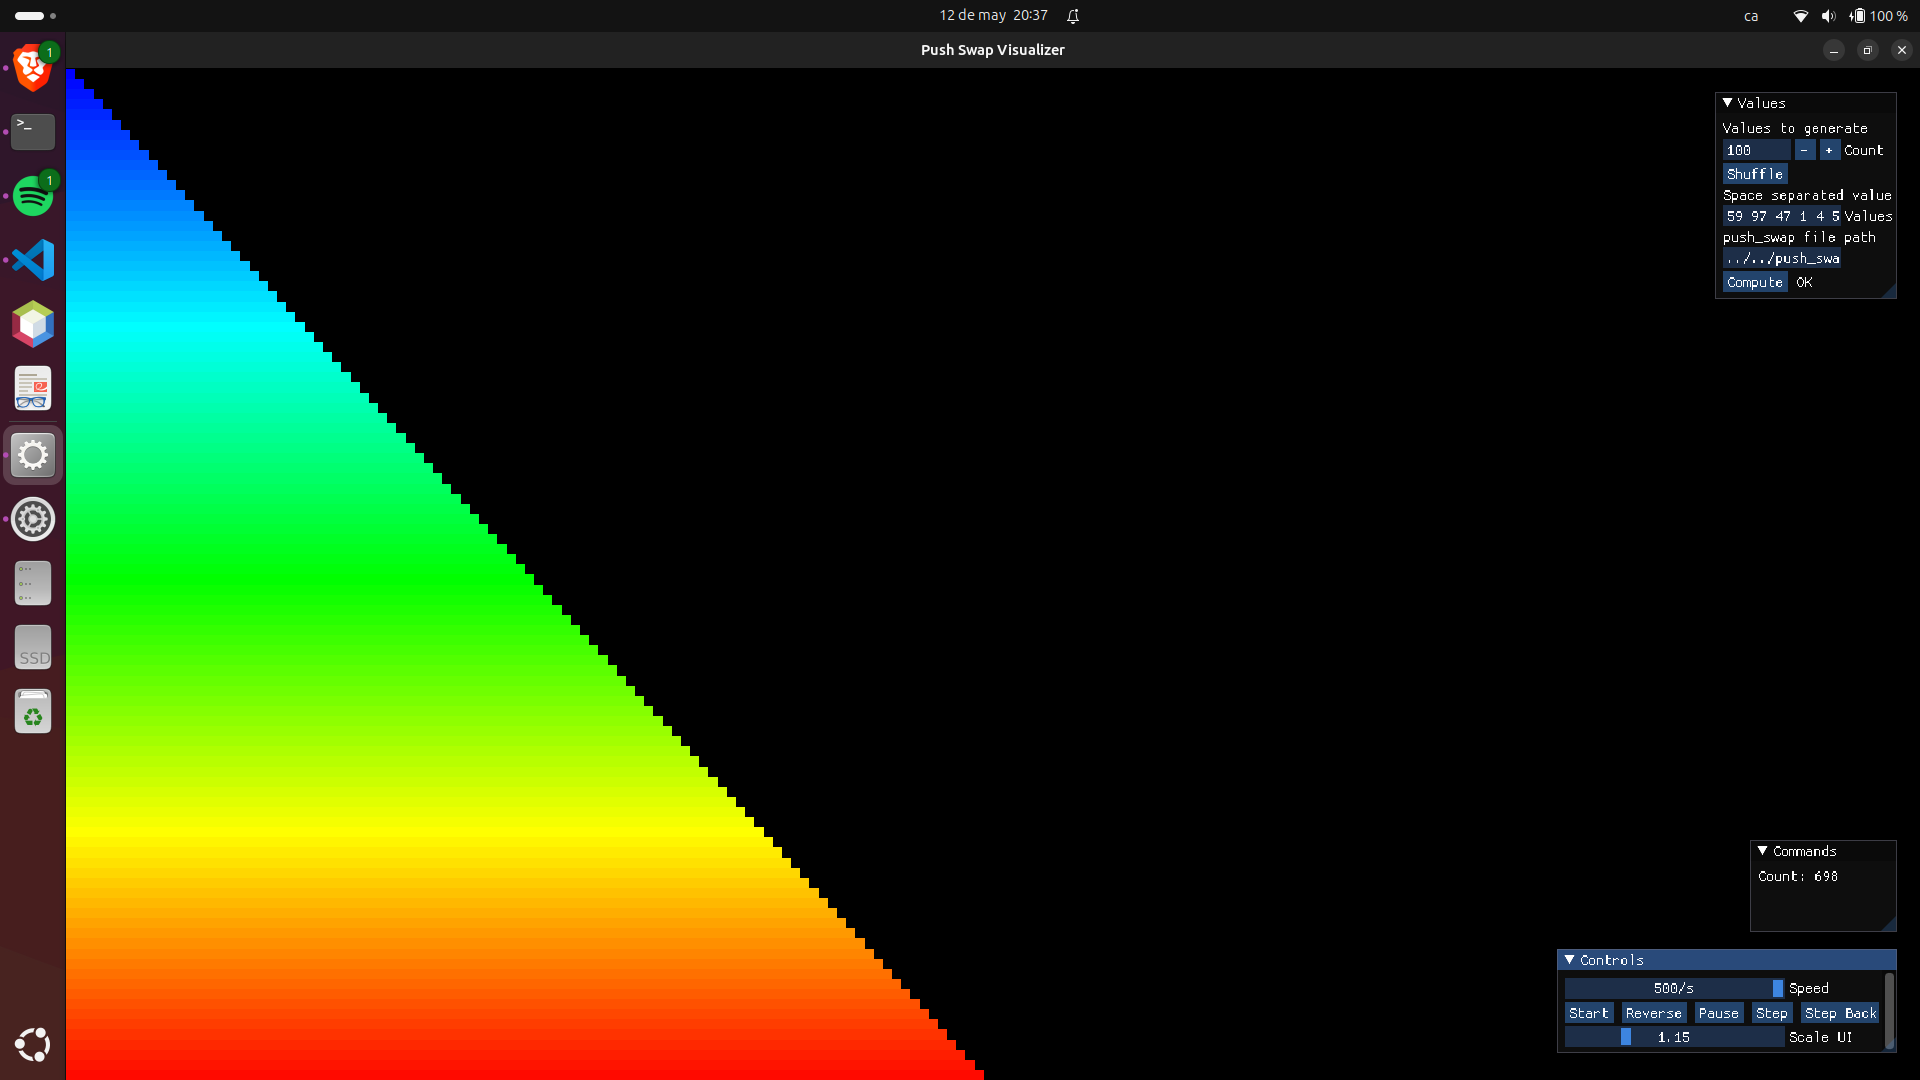 12 de may 20:37
ca
100 %
Push Swap Visualizer
1
>_
1
SSD
Values
Values to generate
100 - + Count
Shuffle
Space separated value
59 97 47 1 4 5 Values
push_swap file path
../../push_swa
Compute OK
Commands
Count: 698
Controls
500/s Speed
Start Reverse Pause Step Step Back
1.15 Scale UI